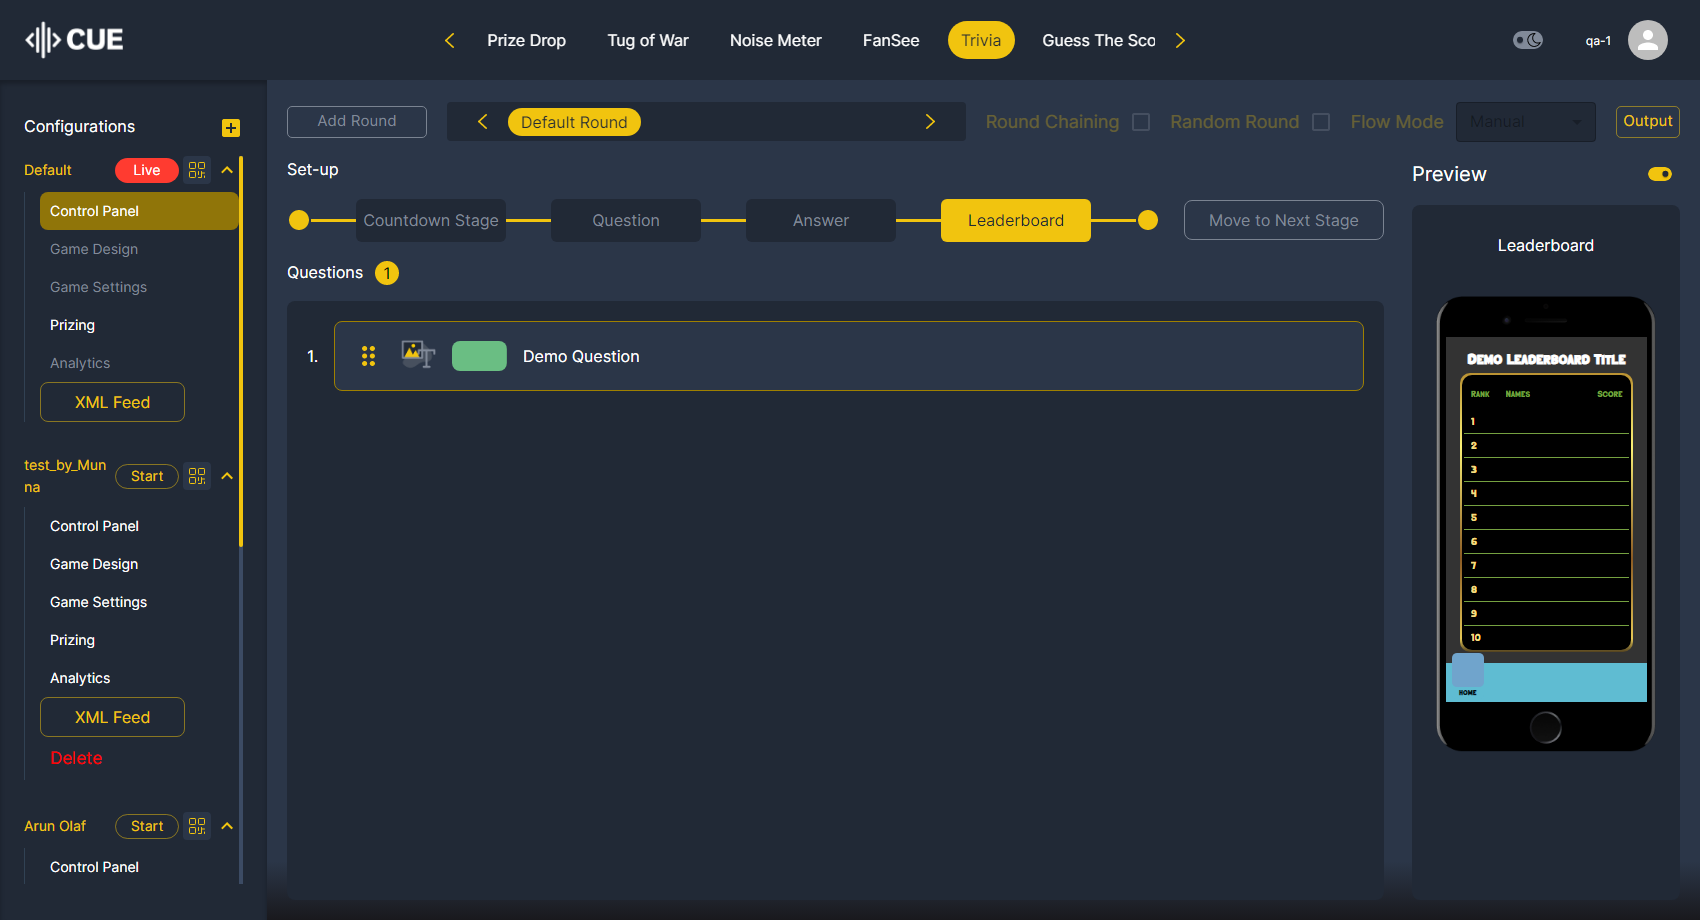 CUE
Prize Drop
Tug of War
Noise Meter
FanSee
Trivia
Guess The Sco
qa-1
Configurations
Default
Live
Control Panel
Game Design
Game Settings
Prizing
Analytics
XML Feed
test_by_Mun
na
Start
Control Panel
Game Design
Game Settings
Prizing
Analytics
XML Feed
Delete
Arun Olaf
Start
Control Panel
Add Round
Default Round
Round Chaining
Random Round
Flow Mode
Manual
Output
Set-up
Countdown Stage
Question
Answer
Leaderboard
Move to Next Stage
Questions
1
1.
Demo Question
Preview
Leaderboard
Demo Leaderboard Title
Rank Names Score
1
2
3
4
5
6
7
8
9
10
HOME